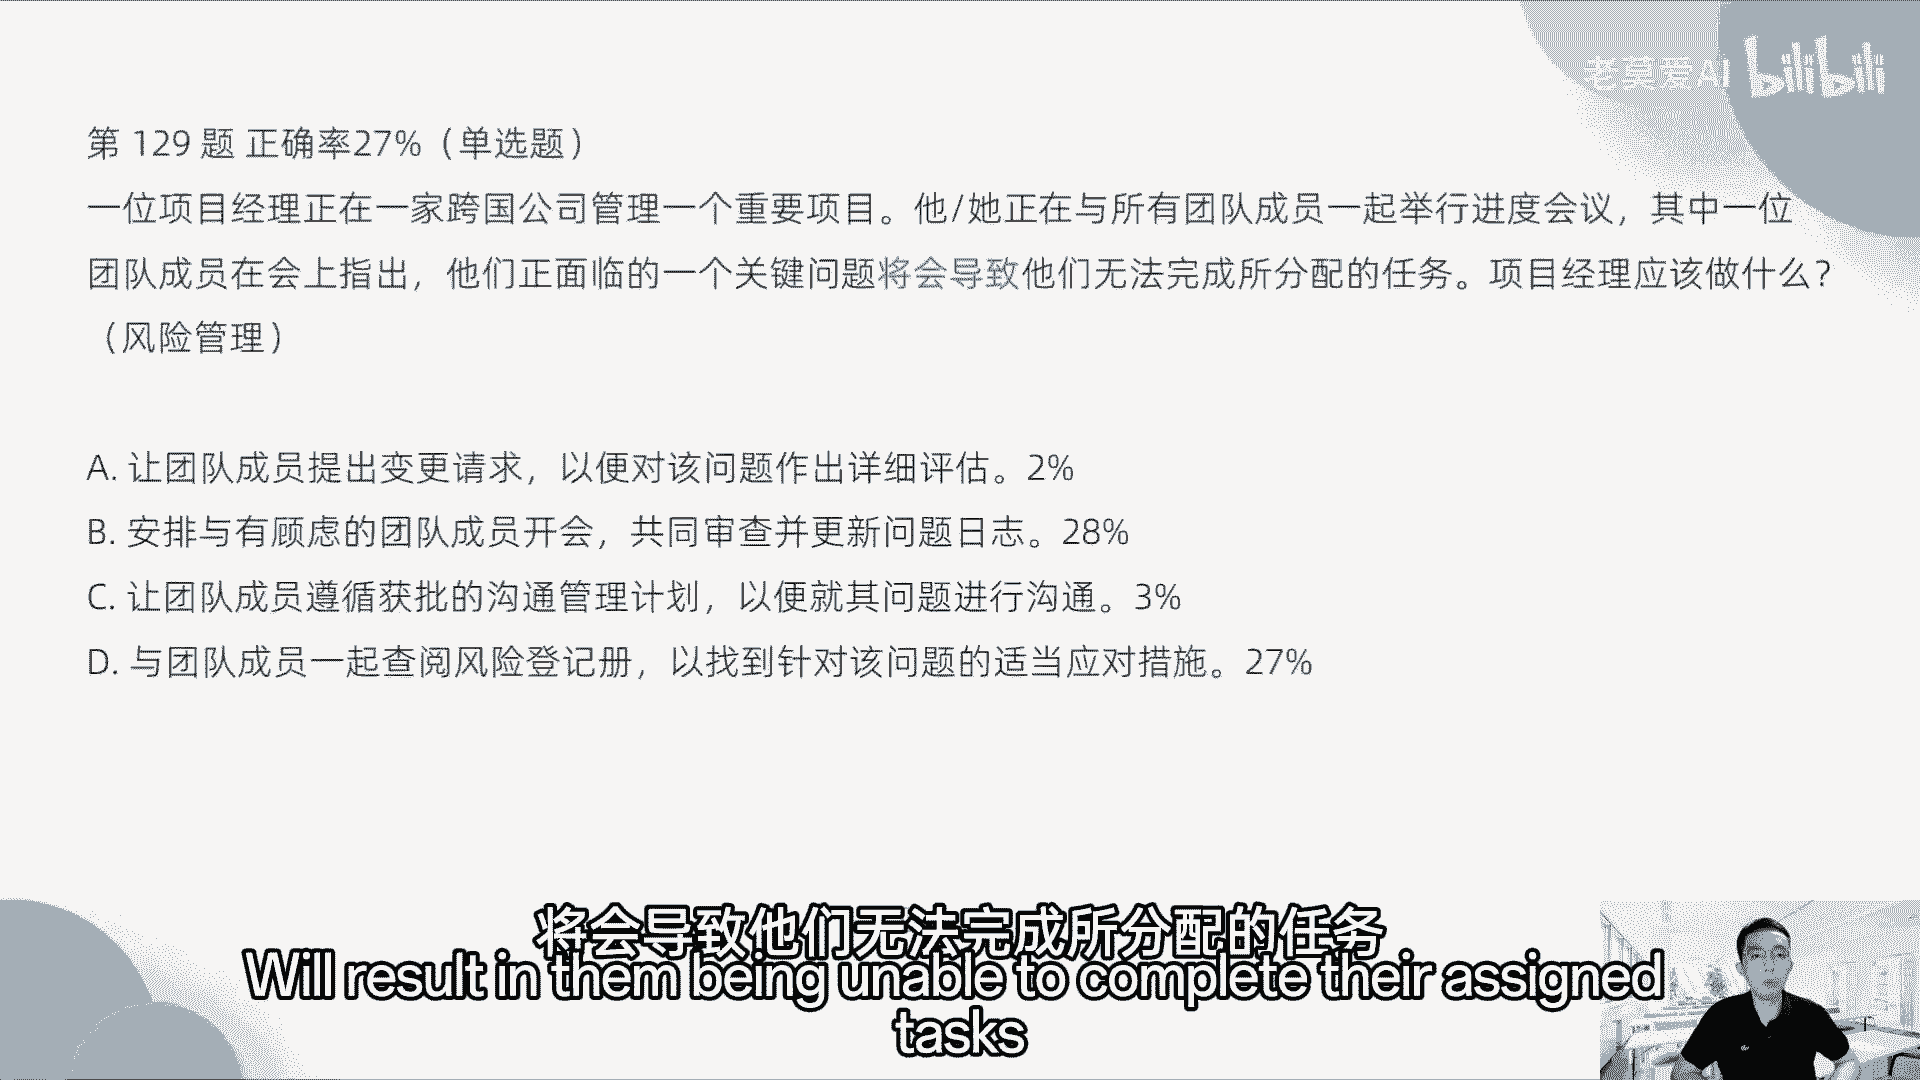 老莫爱AI bilibili
第 129 题 正确率27%（单选题）
一位项目经理正在一家跨国公司管理一个重要项目。他/她正在与所有团队成员一起举行进度会议，其中一位
团队成员在会上指出，他们正面临的一个关键问题将会导致他们无法完成所分配的任务。项目经理应该做什么？
（风险管理）
A. 让团队成员提出变更请求，以便对该问题作出详细评估。2%
B. 安排与有顾虑的团队成员开会，共同审查并更新问题日志。28%
C. 让团队成员遵循获批的沟通管理计划，以便就其问题进行沟通。3%
D. 与团队成员一起查阅风险登记册，以找到针对该问题的适当应对措施。27%
将会导致他们无法完成所分配的任务
Will result in them being unable to complete their assigned
tasks